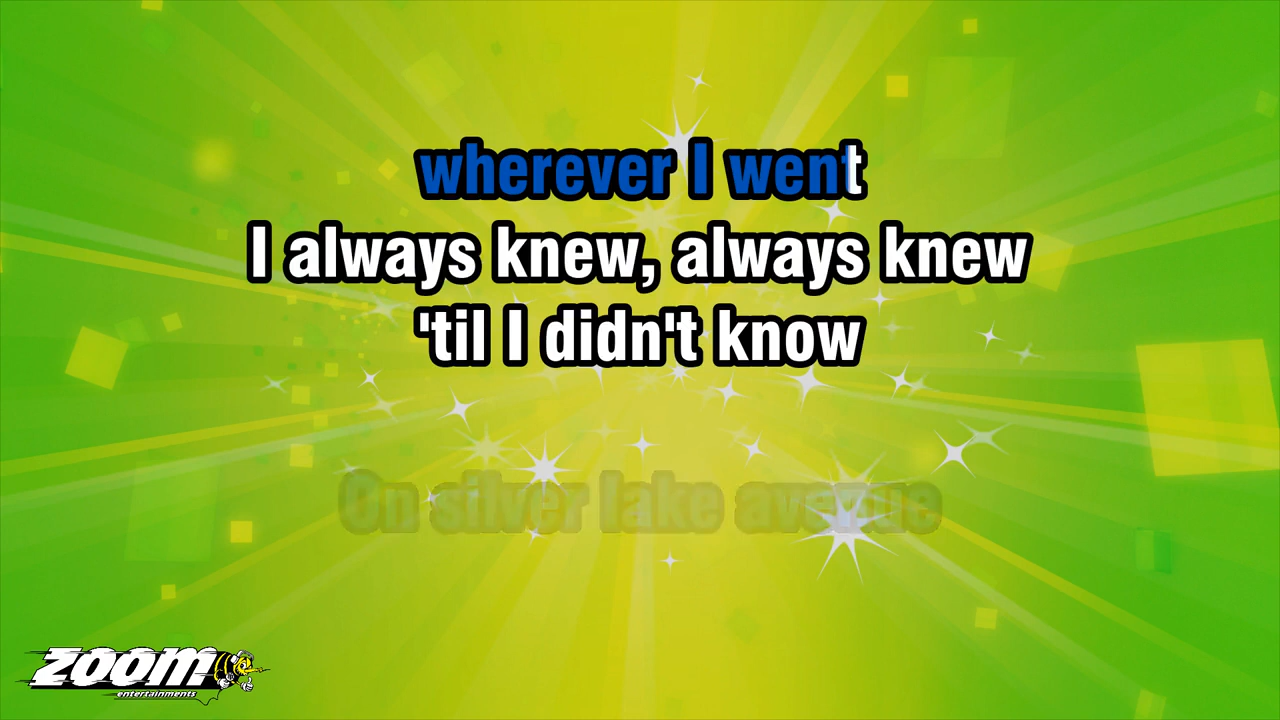 wherever I went
I always knew, always knew
'til I didn't know
On silver lake avenue
zoom
entertainments